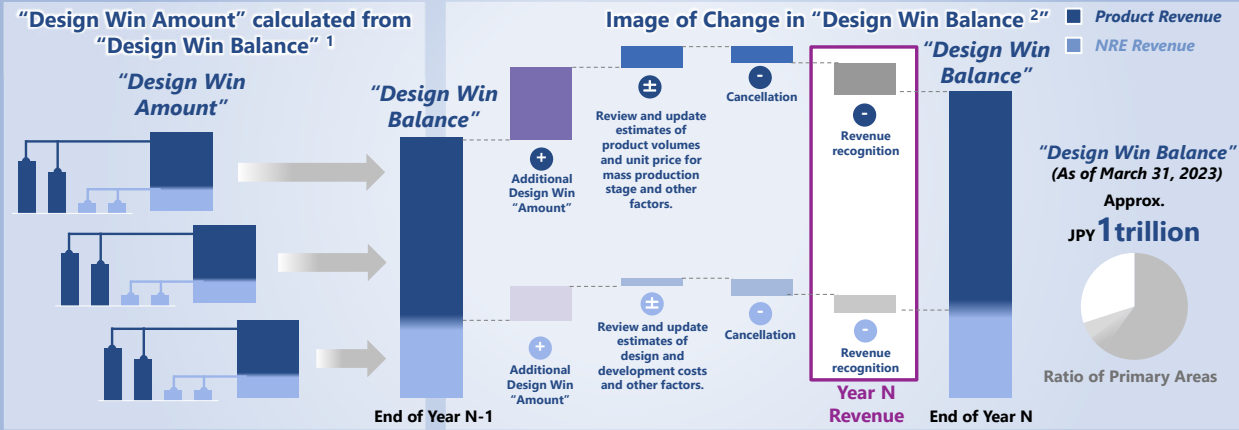 “Design Win Amount” calculated from
“Design Win Balance” 1
“Design Win
Amount”
“Design Win
Balance”
End of Year N-1
Image of Change in “Design Win Balance 2”
Product Revenue
NRE Revenue
+
Additional
Design Win
“Amount”
±
Review and update
estimates of
product volumes
and unit price for
mass production
stage and other
factors.
-
Cancellation
-
Revenue
recognition
+
Additional
Design Win
“Amount”
±
Review and update
estimates of
design and
development costs
and other factors.
-
Cancellation
-
Revenue
recognition
Year N
Revenue
“Design Win
Balance”
End of Year N
“Design Win Balance”
(As of March 31, 2023)
Approx.
JPY 1 trillion
Ratio of Primary Areas